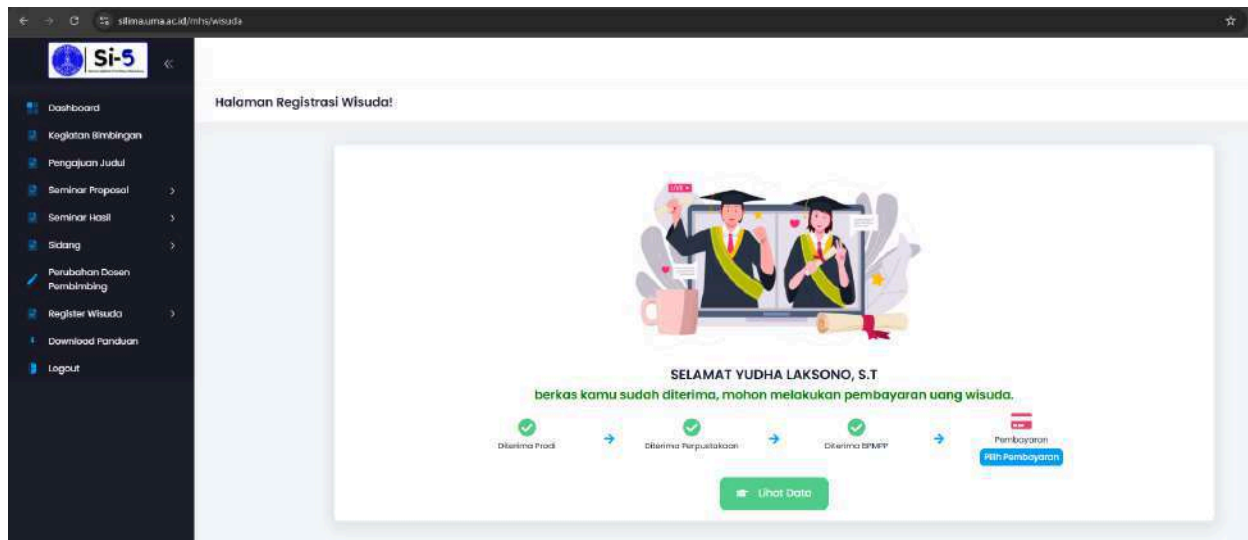 silima.uma.ac.id/mhs/wisuda
Si-5
Dashboard
Kegiatan Bimbingan
Pengajuan Judul
Seminar Proposal
Seminar Hasil
Sidang
Perubahan Dosen
Pembimbing
Register Wisuda
Download Panduan
Logout
Halaman Registrasi Wisuda!
LIVE
SELAMAT YUDHA LAKSONO, S.T
berkas kamu sudah diterima, mohon melakukan pembayaran uang wisuda.
Diterima Prodi
Diterima Perpustakaan
Diterima BPMPP
Pembayaran
Pilih Pembayaran
Lihat Data